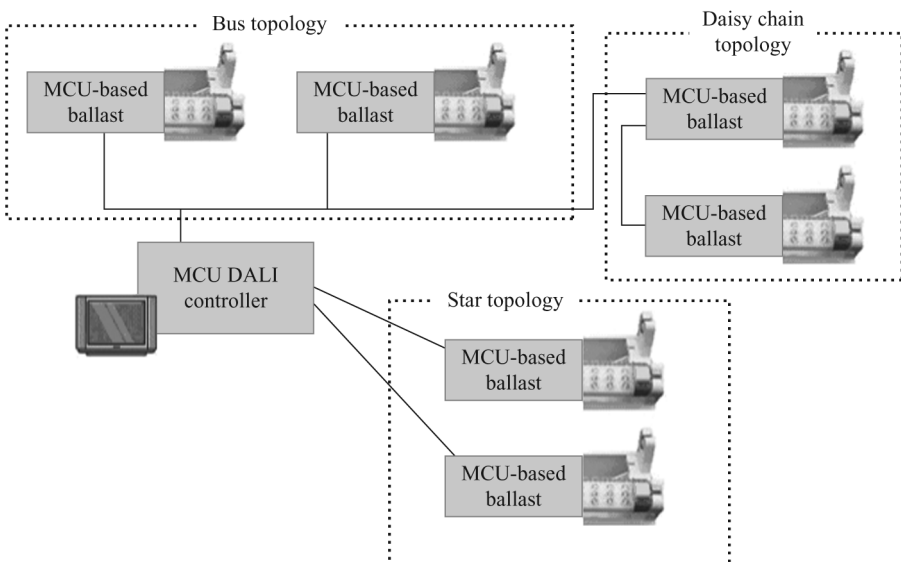 Bus topology
Daisy chain
topology
MCU-based
ballast
MCU-based
ballast
MCU-based
ballast
MCU-based
ballast
MCU DALI
controller
Star topology
MCU-based
ballast
MCU-based
ballast